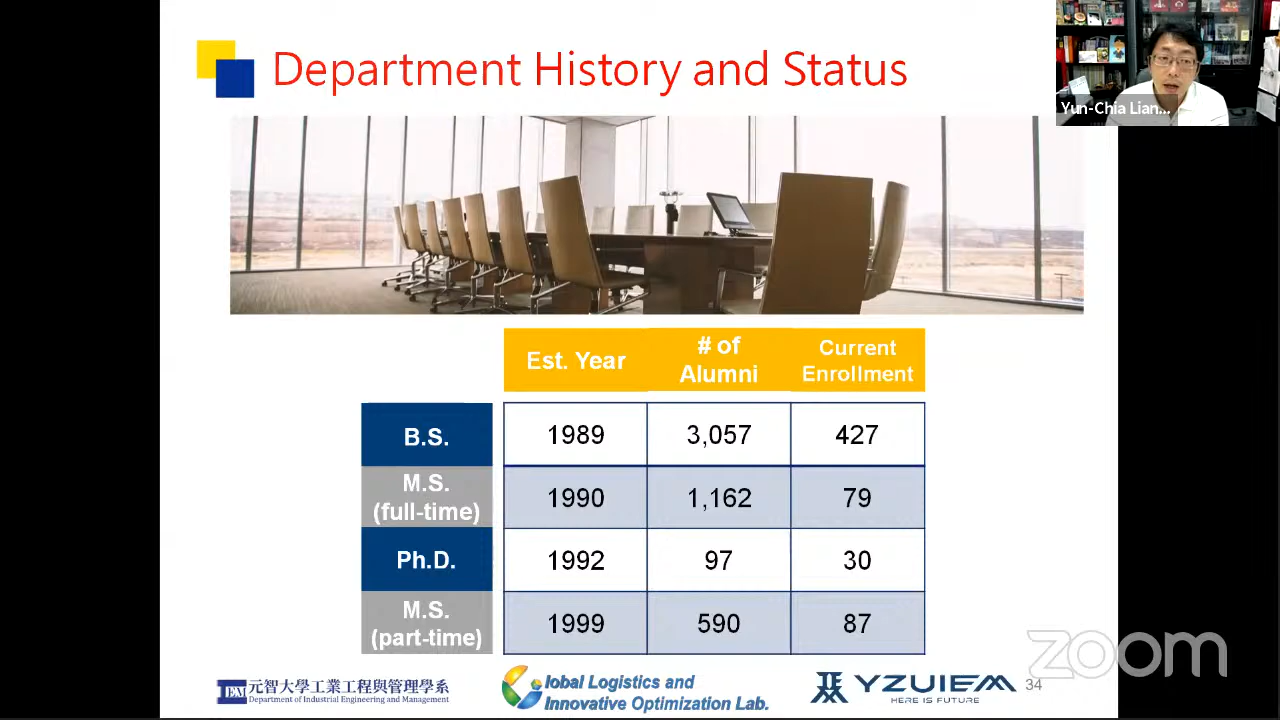 Department History and Status
Yun-Chia Lian...
Est. Year
# of
Alumni
Current
Enrollment
B.S.
1989
3,057
427
M.S.
(full-time)
1990
1,162
79
Ph.D.
1992
97
30
M.S.
(part-time)
1999
590
87
zoom
IEM 元智大學工業工程與管理學系
Department of Industrial Engineering and Management
Global Logistics and
Innovative Optimization Lab.
YZUIEM
HERE IS FUTURE
34